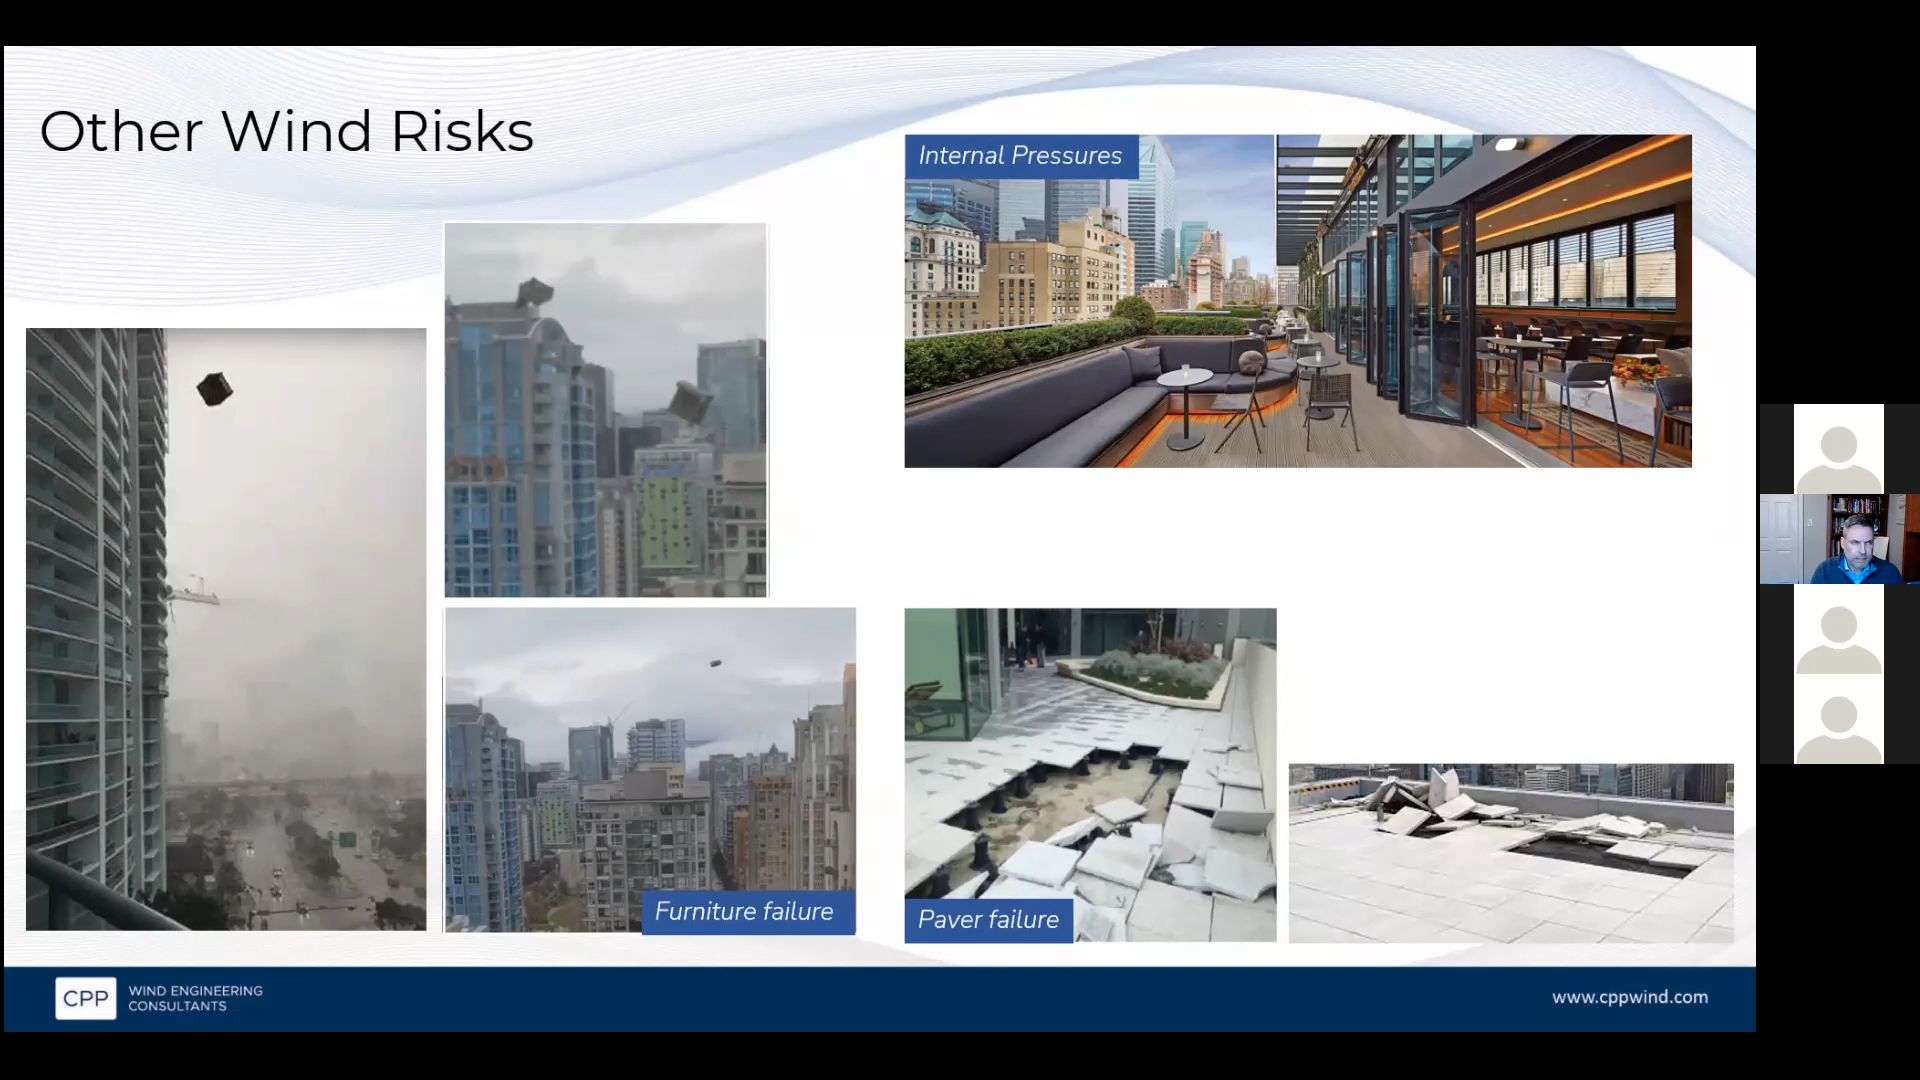 Other Wind Risks
Internal Pressures
Furniture failure
Paver failure
CPP
WIND ENGINEERING
CONSULTANTS
www.cppwind.com